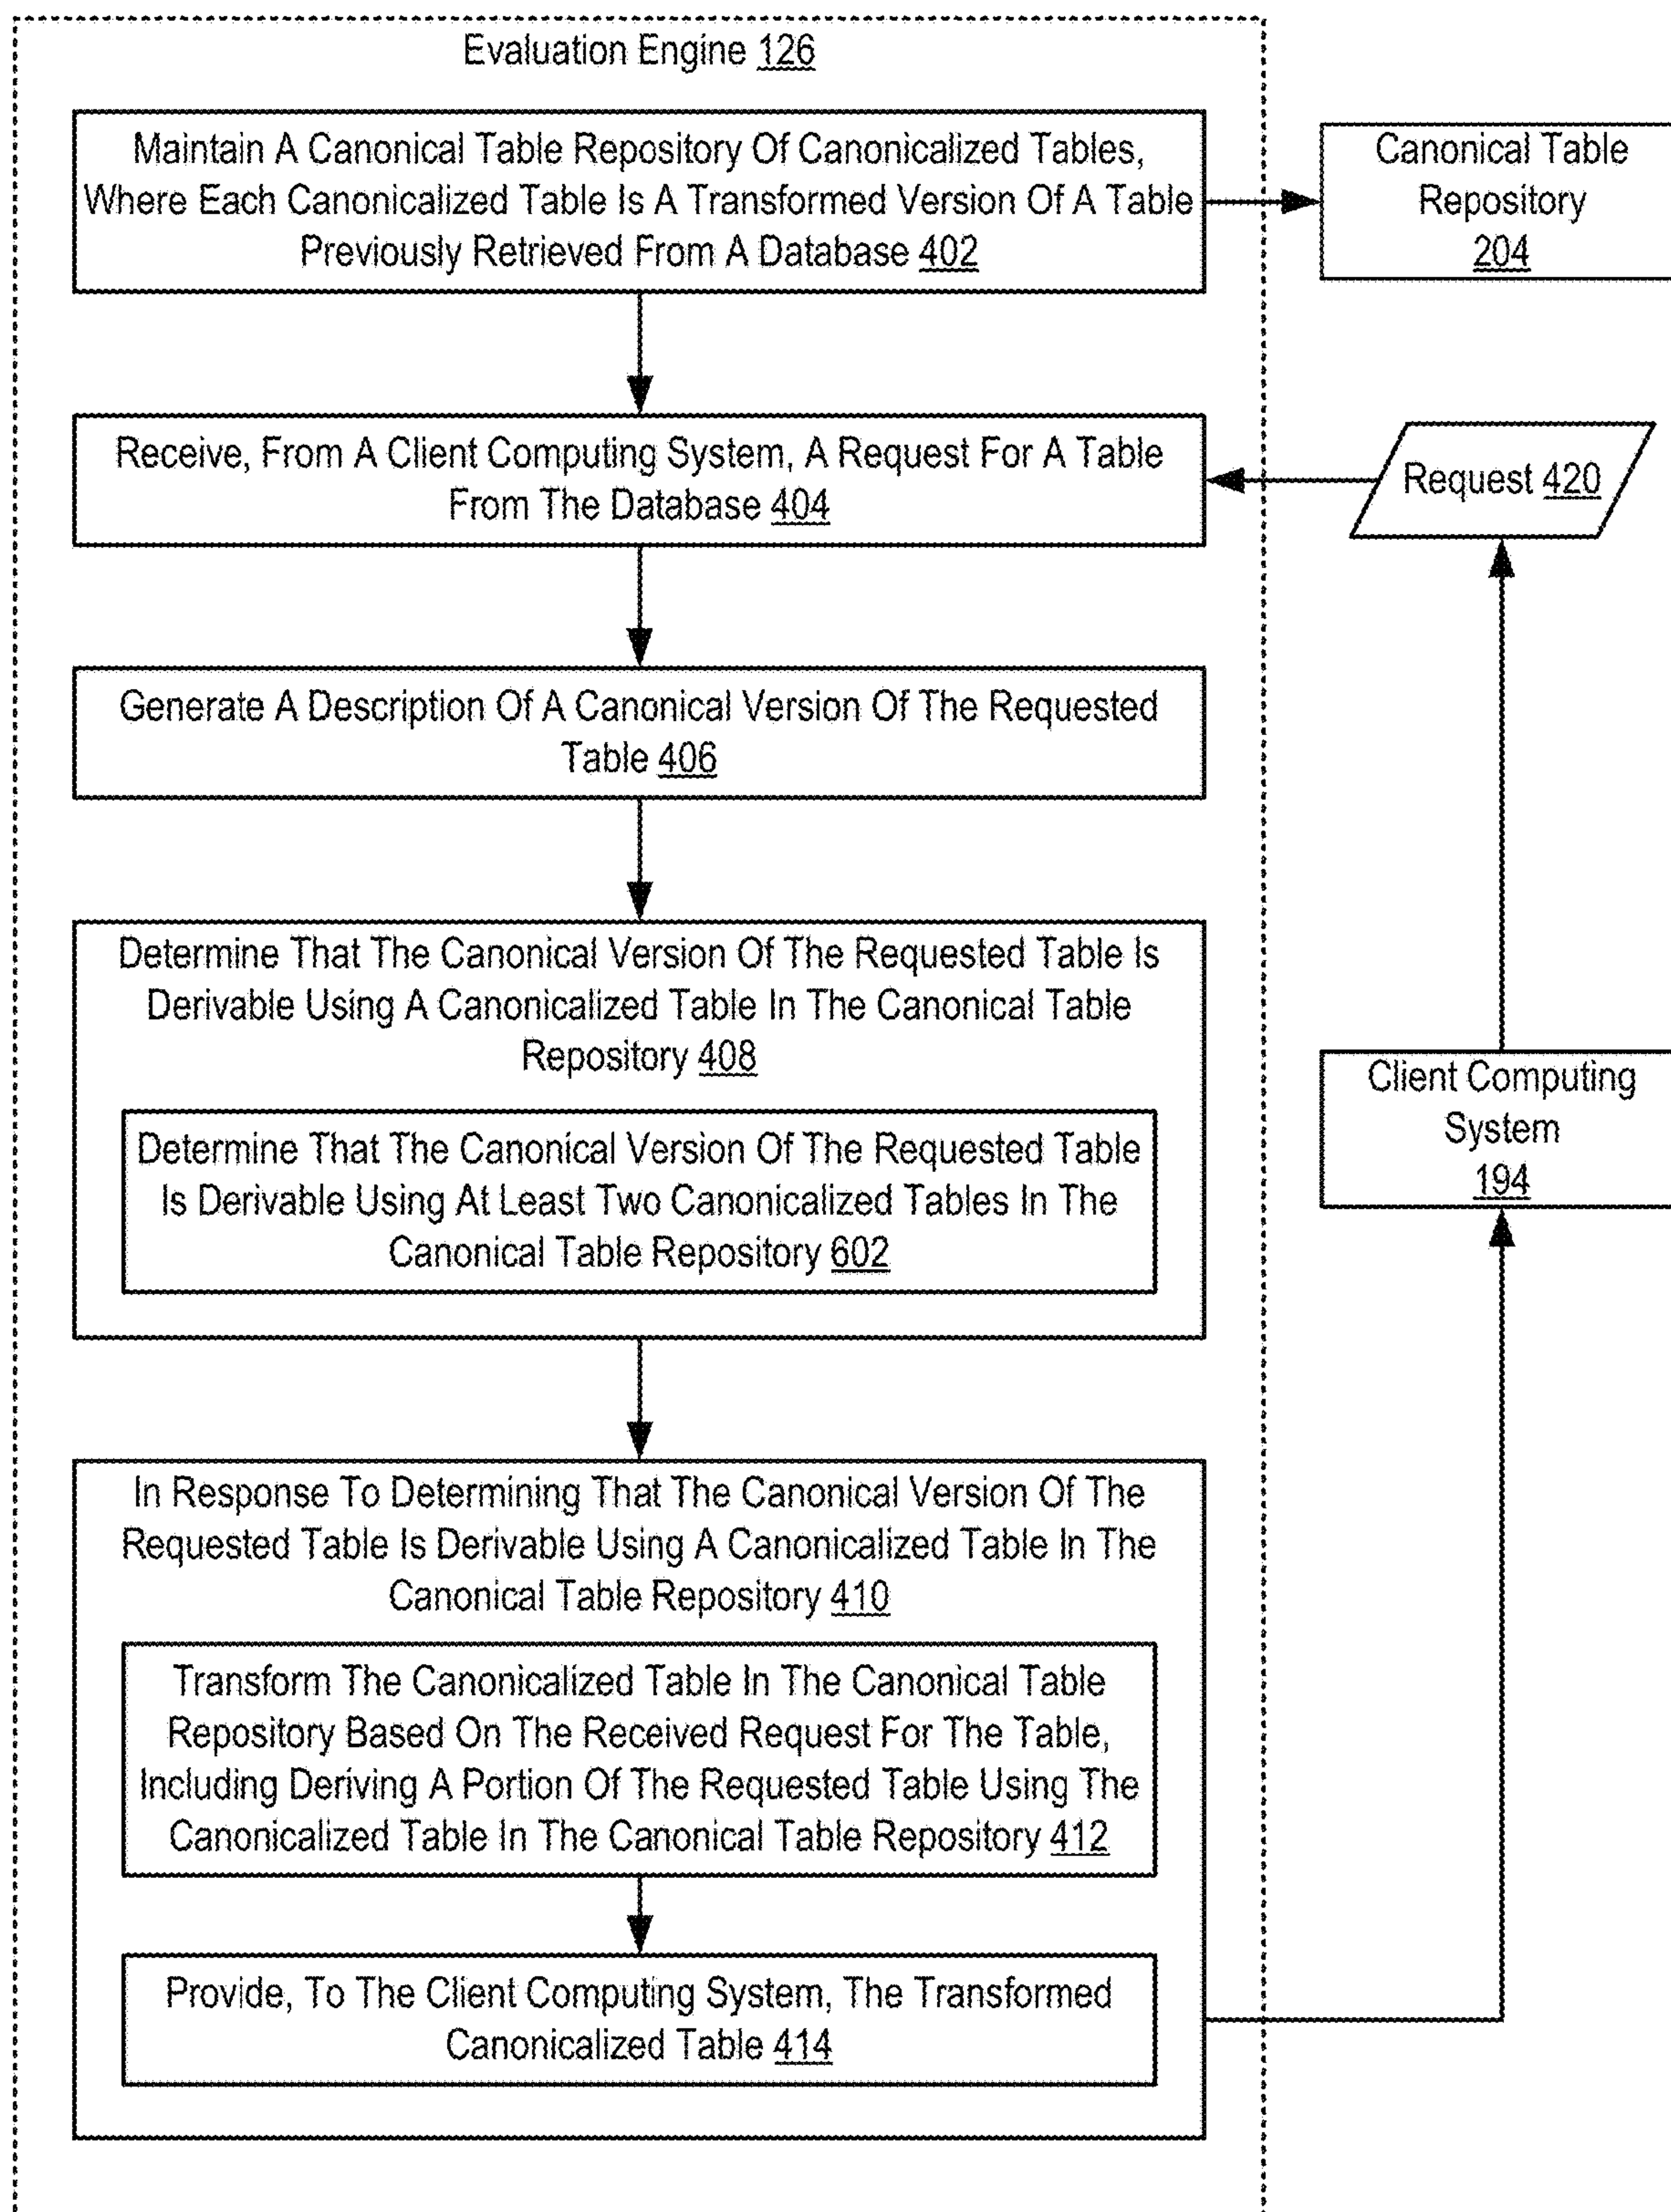 Evaluation Engine 126
Maintain A Canonical Table Repository Of Canonicalized Tables,
Where Each Canonicalized Table Is A Transformed Version Of A Table
Previously Retrieved From A Database 402
Canonical Table
Repository
204
Receive, From A Client Computing System, A Request For A Table
From The Database 404
Request 420
Generate A Description Of A Canonical Version Of The Requested
Table 406
Determine That The Canonical Version Of The Requested Table Is
Derivable Using A Canonicalized Table In The Canonical Table
Repository 408
Determine That The Canonical Version Of The Requested Table
Is Derivable Using At Least Two Canonicalized Tables In The
Canonical Table Repository 602
Client Computing
System
194
In Response To Determining That The Canonical Version Of The
Requested Table Is Derivable Using A Canonicalized Table In The
Canonical Table Repository 410
Transform The Canonicalized Table In The Canonical Table
Repository Based On The Received Request For The Table,
Including Deriving A Portion Of The Requested Table Using The
Canonicalized Table In The Canonical Table Repository 412
Provide, To The Client Computing System, The Transformed
Canonicalized Table 414